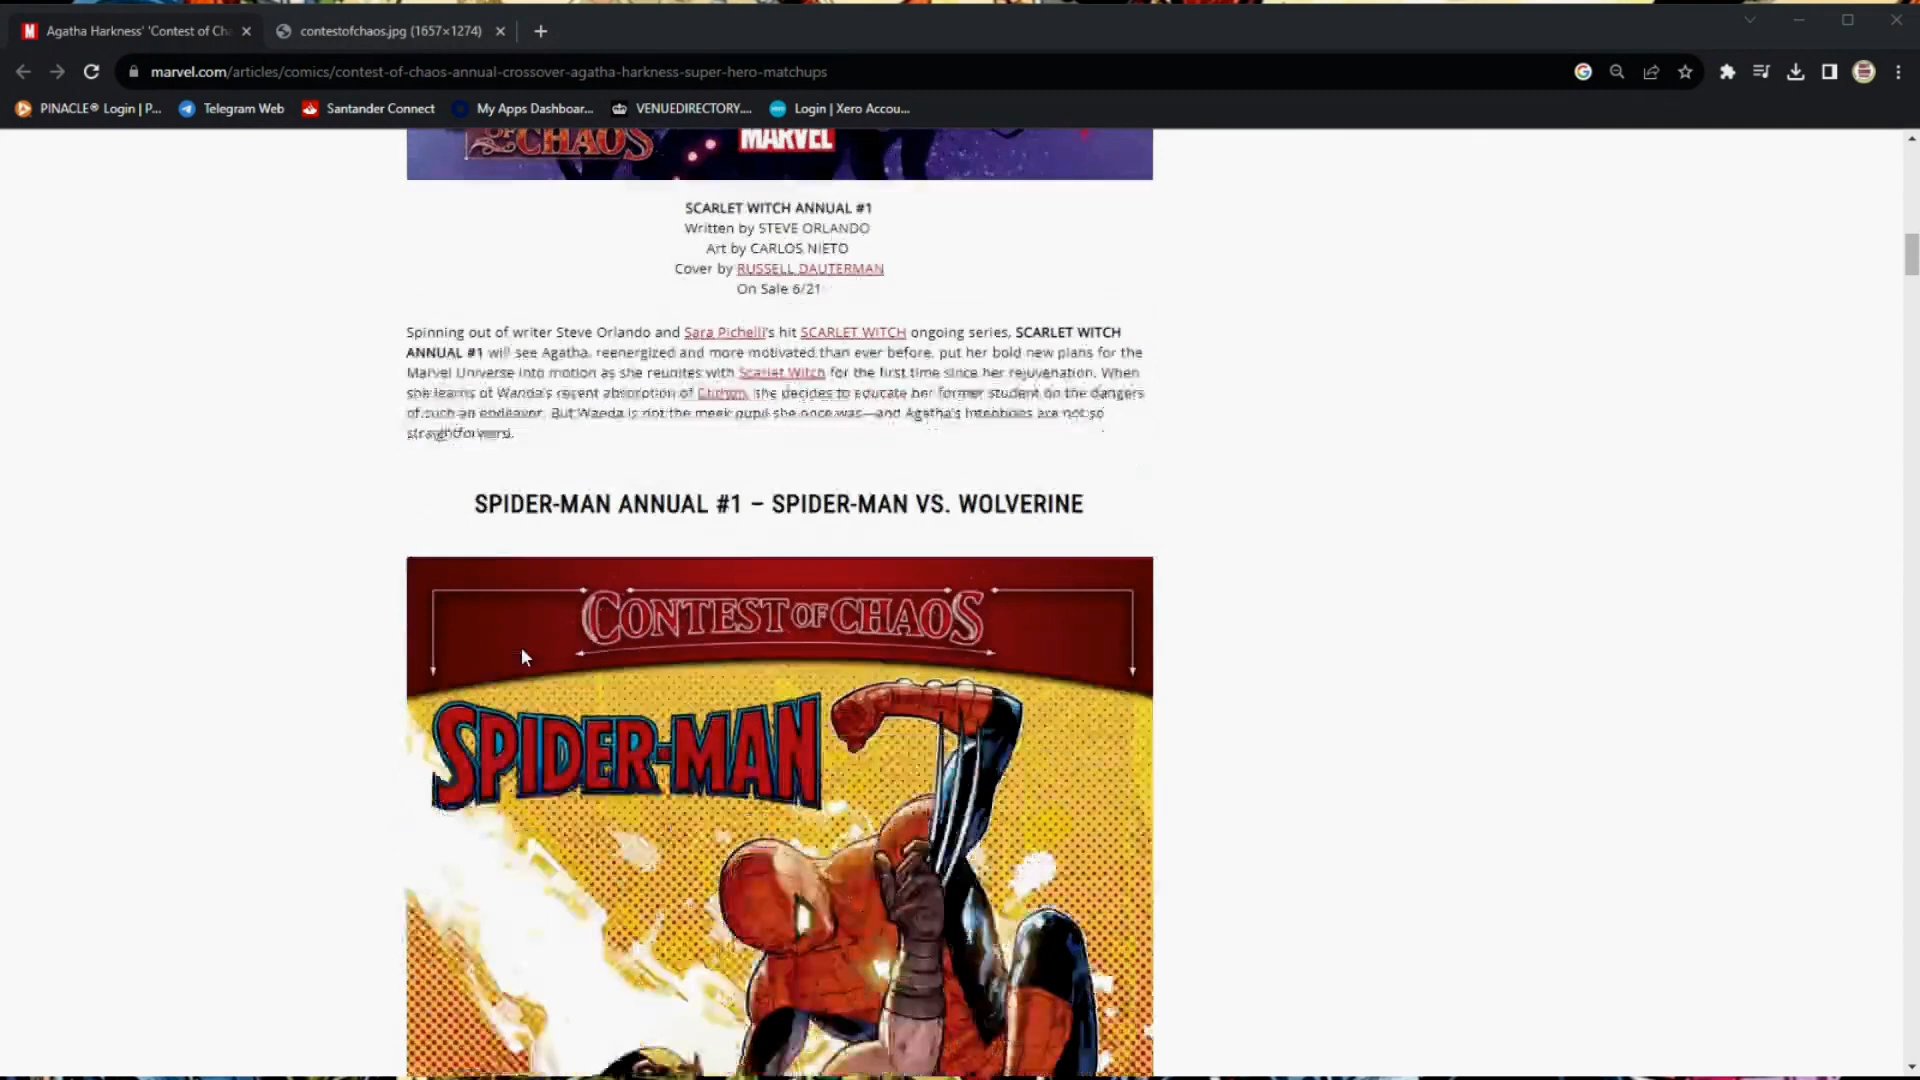 Agatha Harkness' 'Contest of Ch
contestofchaos.jpg (1657×1274)
marvel.com/articles/comics/contest-of-chaos-annual-crossover-agatha-harkness-super-hero-matchups
PINACLE® Login | P... Telegram Web Santander Connect My Apps Dashboar... VENUEDIRECTORY.... Login | Xero Accou...
OF CHAOS MARVEL
SCARLET WITCH ANNUAL #1
Written by STEVE ORLANDO
Art by CARLOS NIETO
Cover by RUSSELL DAUTERMAN
On Sale 6/21
Spinning out of writer Steve Orlando and Sara Pichelli's hit SCARLET WITCH ongoing series, SCARLET WITCH
ANNUAL #1 will see Agatha, reenergized and more motivated than ever before, put her bold new plans for the
Marvel Universe into motion as she reunites with Scarlet Witch for the first time since her rejuvenation. When
she learns of Wanda's recent absorption of Chthon, she decides to educate her former student on the dangers
of such an endeavor. But Wanda is not the meek pupil she once was—and Agatha's intentions are not so
straightforward.
SPIDER-MAN ANNUAL #1 – SPIDER-MAN VS. WOLVERINE
CONTEST OF CHAOS
SPIDER-MAN